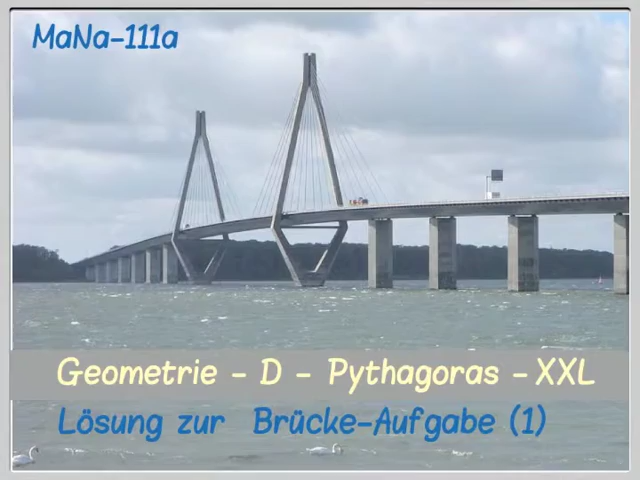 MaNa-111a
Geometrie - D - Pythagoras - XXL
Lösung zur Brücke-Aufgabe (1)